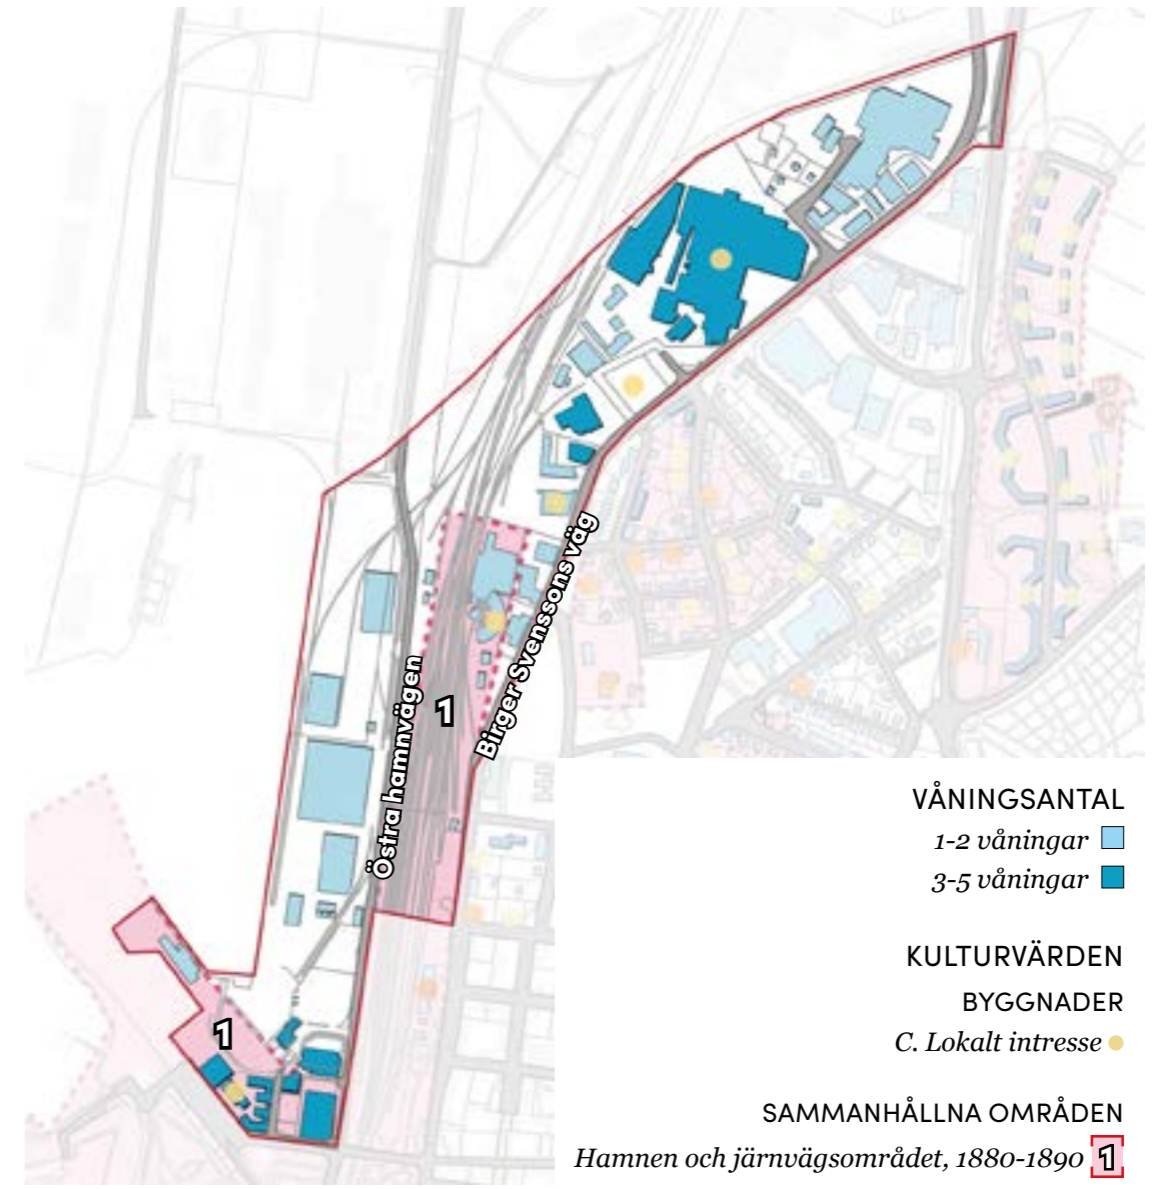 Östra hamnvägen
1
Birger Svenssons väg
1
VÅNINGSANTAL
1-2 våningar
3-5 våningar
KULTURVÄRDEN
BYGGNADER
C. Lokalt intresse
SAMMANHÅLLNA OMRÅDEN
Hamnen och järnvägsområdet, 1880-1890 1